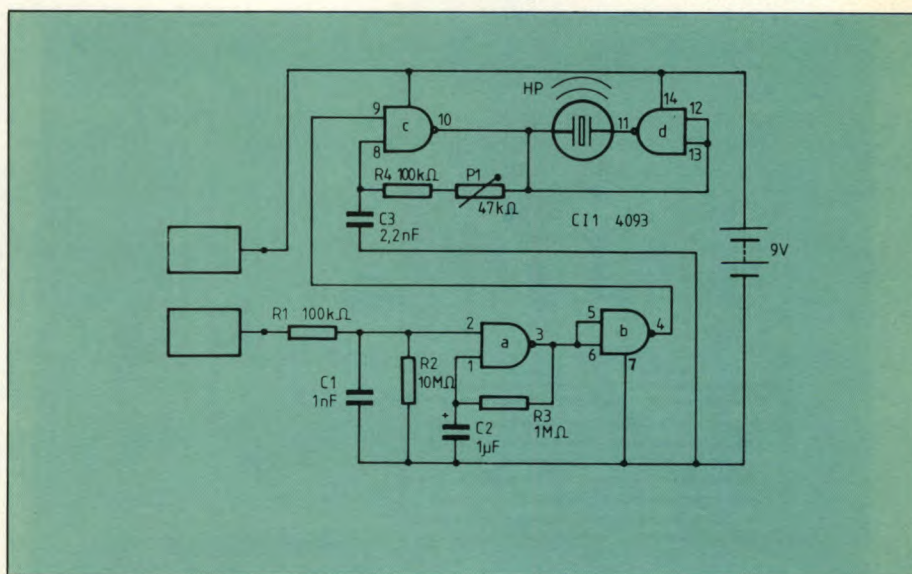 HP
9
c
10
8
14
12
11
d
13
R4 100kΩ
P1
47kΩ
C3
2,2nF
CI1 4093
9V
R1 100kΩ
2
a
3
1
5
b
4
6
7
R2
10MΩ
C1
1nF
+
C2
1µF
R3
1MΩ